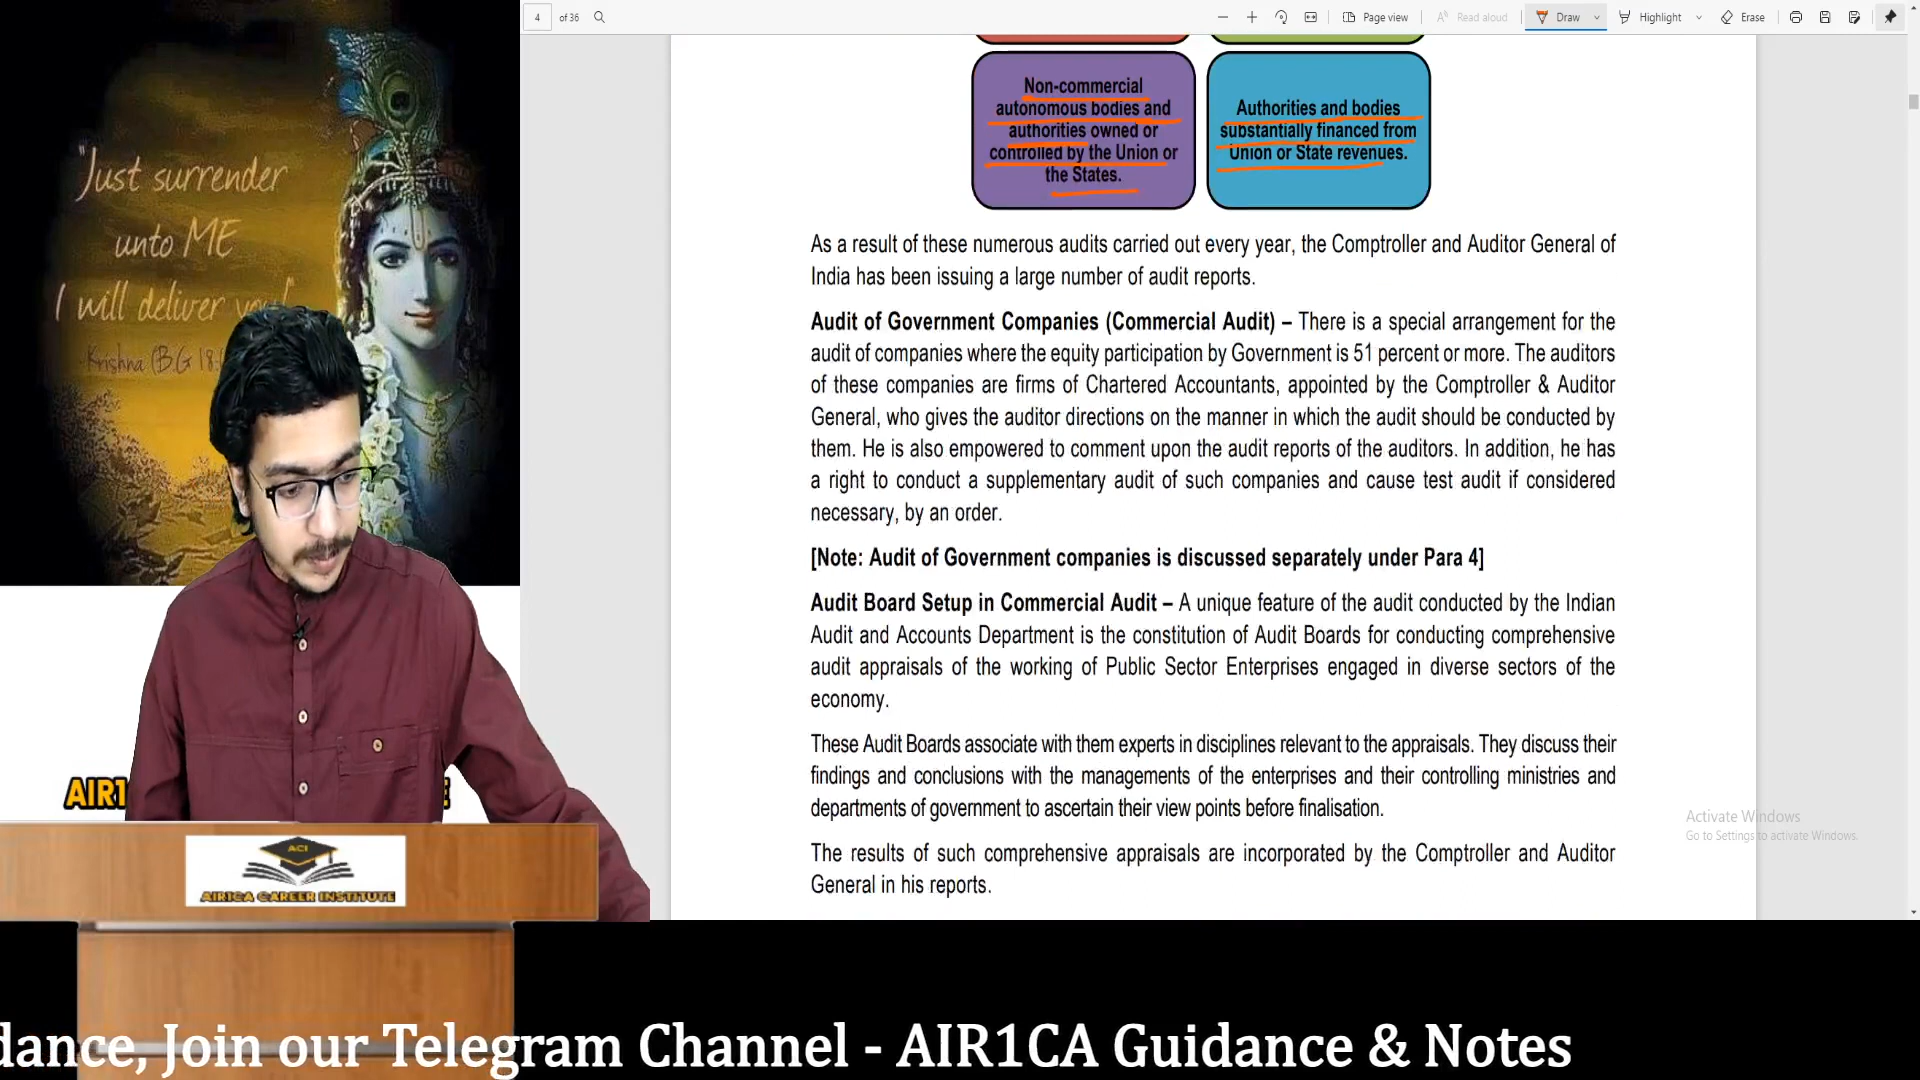 4 of 36
Page view
Read aloud
Draw
Highlight
Erase
"Just surrender
unto ME
I will deliver you!
Krishna (B.G 18.
Non-commercial
autonomous bodies and
authorities owned or
controlled by the Union or
the States.
Authorities and bodies
substantially financed from
Union or State revenues.
As a result of these numerous audits carried out every year, the Comptroller and Auditor General of
India has been issuing a large number of audit reports.
Audit of Government Companies (Commercial Audit) – There is a special arrangement for the
audit of companies where the equity participation by Government is 51 percent or more. The auditors
of these companies are firms of Chartered Accountants, appointed by the Comptroller & Auditor
General, who gives the auditor directions on the manner in which the audit should be conducted by
them. He is also empowered to comment upon the audit reports of the auditors. In addition, he has
a right to conduct a supplementary audit of such companies and cause test audit if considered
necessary, by an order.
[Note: Audit of Government companies is discussed separately under Para 4]
Audit Board Setup in Commercial Audit – A unique feature of the audit conducted by the Indian
Audit and Accounts Department is the constitution of Audit Boards for conducting comprehensive
audit appraisals of the working of Public Sector Enterprises engaged in diverse sectors of the
economy.
These Audit Boards associate with them experts in disciplines relevant to the appraisals. They discuss their
findings and conclusions with the managements of the enterprises and their controlling ministries and
departments of government to ascertain their view points before finalisation.
The results of such comprehensive appraisals are incorporated by the Comptroller and Auditor
General in his reports.
Activate Windows
Go to Settings to activate Windows.
AIR1
ACI
AIR1CA CAREER INSTITUTE
dance, Join our Telegram Channel - AIR1CA Guidance & Notes